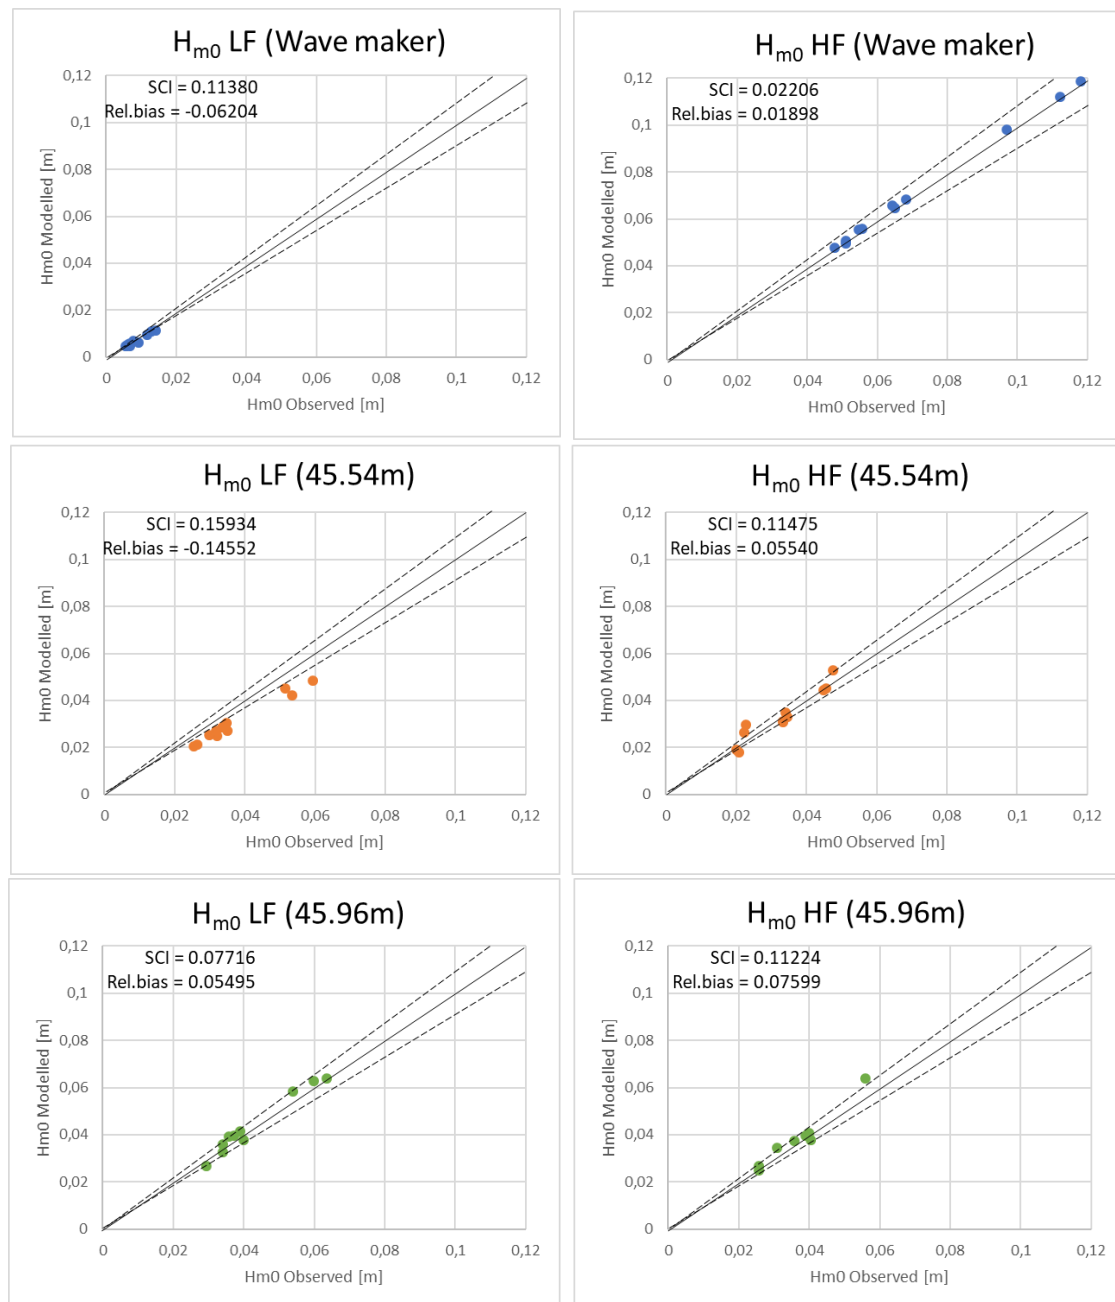 H_m0 LF (Wave maker)
SCI = 0.11380
Rel.bias = -0.06204
0,12
0,1
0,08
0,06
0,04
0,02
0
Hm0 Modelled [m]
0 0,02 0,04 0,06 0,08 0,1 0,12
Hm0 Observed [m]
H_m0 HF (Wave maker)
SCI = 0.02206
Rel.bias = 0.01898
0,12
0,1
0,08
0,06
0,04
0,02
0
Hm0 Modelled [m]
0 0,02 0,04 0,06 0,08 0,1 0,12
Hm0 Observed [m]
H_m0 LF (45.54m)
SCI = 0.15934
Rel.bias = -0.14552
0,12
0,1
0,08
0,06
0,04
0,02
0
Hm0 Modelled [m]
0 0,02 0,04 0,06 0,08 0,1 0,12
Hm0 Observed [m]
H_m0 HF (45.54m)
SCI = 0.11475
Rel.bias = 0.05540
0,12
0,1
0,08
0,06
0,04
0,02
0
Hm0 Modelled [m]
0 0,02 0,04 0,06 0,08 0,1 0,12
Hm0 Observed [m]
H_m0 LF (45.96m)
SCI = 0.07716
Rel.bias = 0.05495
0,12
0,1
0,08
0,06
0,04
0,02
0
Hm0 Modelled [m]
0 0,02 0,04 0,06 0,08 0,1 0,12
Hm0 Observed [m]
H_m0 HF (45.96m)
SCI = 0.11224
Rel.bias = 0.07599
0,12
0,1
0,08
0,06
0,04
0,02
0
Hm0 Modelled [m]
0 0,02 0,04 0,06 0,08 0,1 0,12
Hm0 Observed [m]